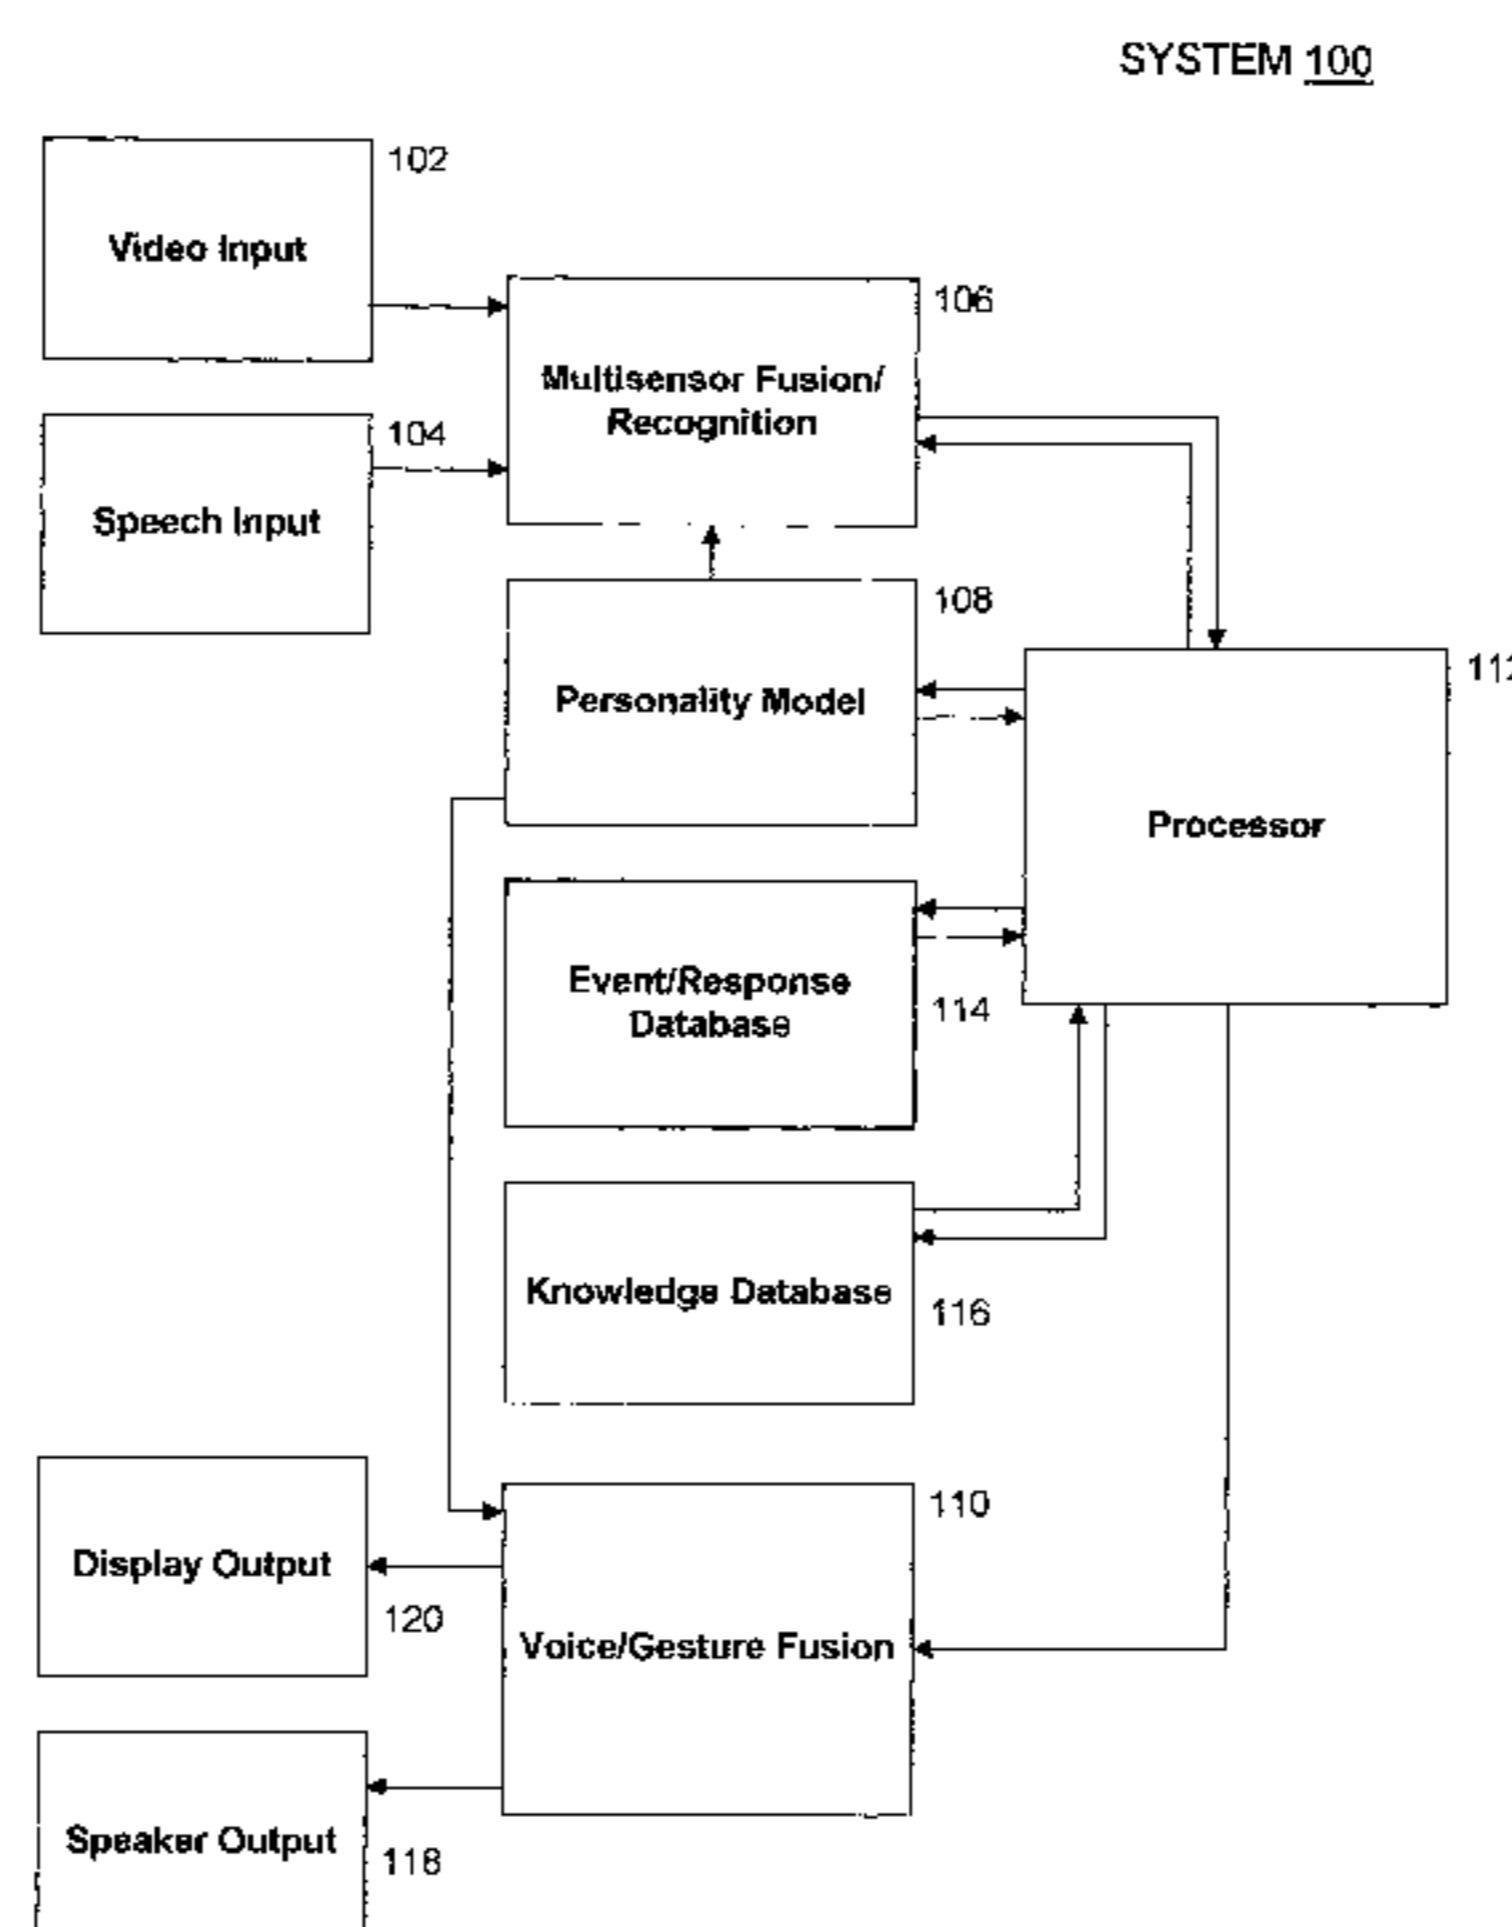 SYSTEM 100
102
Video Input
106
Multisensor Fusion/
Recognition
104
Speech Input
108
Personality Model
Processor
Event/Response
Database
114
Knowledge Database
116
110
Display Output
120
Voice/Gesture Fusion
Speaker Output
118